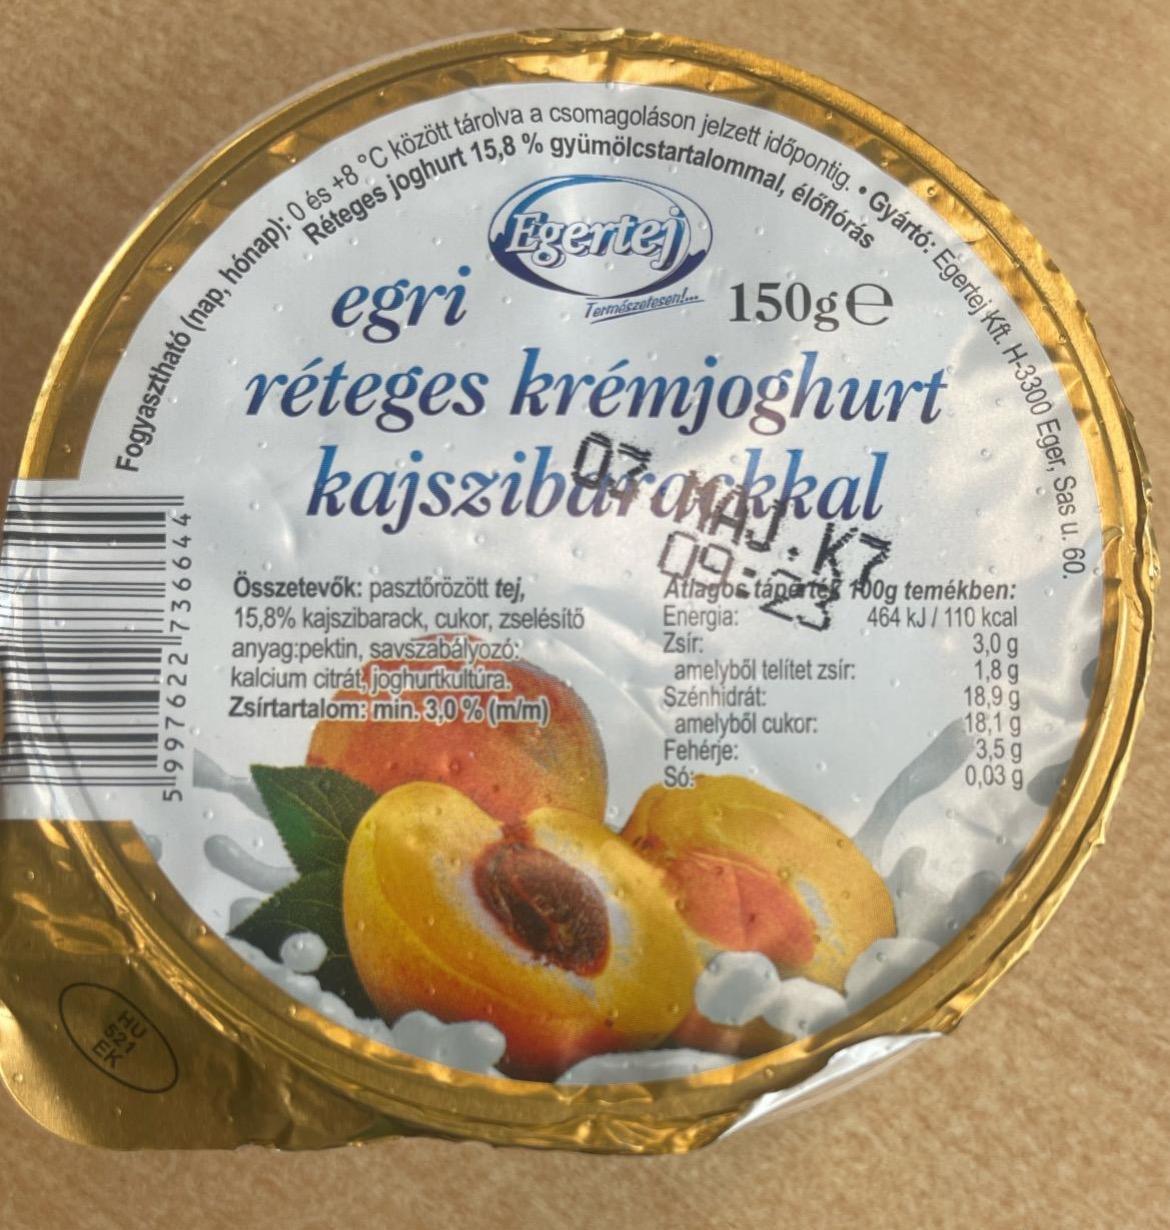 Fogyasztható (nap, hónap): 0 és +8 °C között tárolva a csomagoláson jelzett időpontig. • Gyártó: Egertej Kft. H-3300 Eger, Sas u. 60.
Réteges joghurt 15,8 % gyümölcstartalommal, élőflórás
Egertej
Természetesen!...
egri
150g℮
réteges krémjoghurt
kajszibarackkal
07 MÁJ. K7
09:23
Összetevők: pasztőrözött tej,
15,8% kajszibarack, cukor, zselésítő
anyag:pektin, savszabályozó:
kalcium citrát, joghurtkultúra.
Zsírtartalom: min. 3,0 % (m/m)
Átlagos tápérték 100g temékben:
Energia: 464 kJ / 110 kcal
Zsír: 3,0 g
amelyből telítet zsír: 1,8 g
Szénhidrát: 18,9 g
amelyből cukor: 18,1 g
Fehérje: 3,5 g
Só: 0,03 g
5 997622 173664 4
HU
521
EK